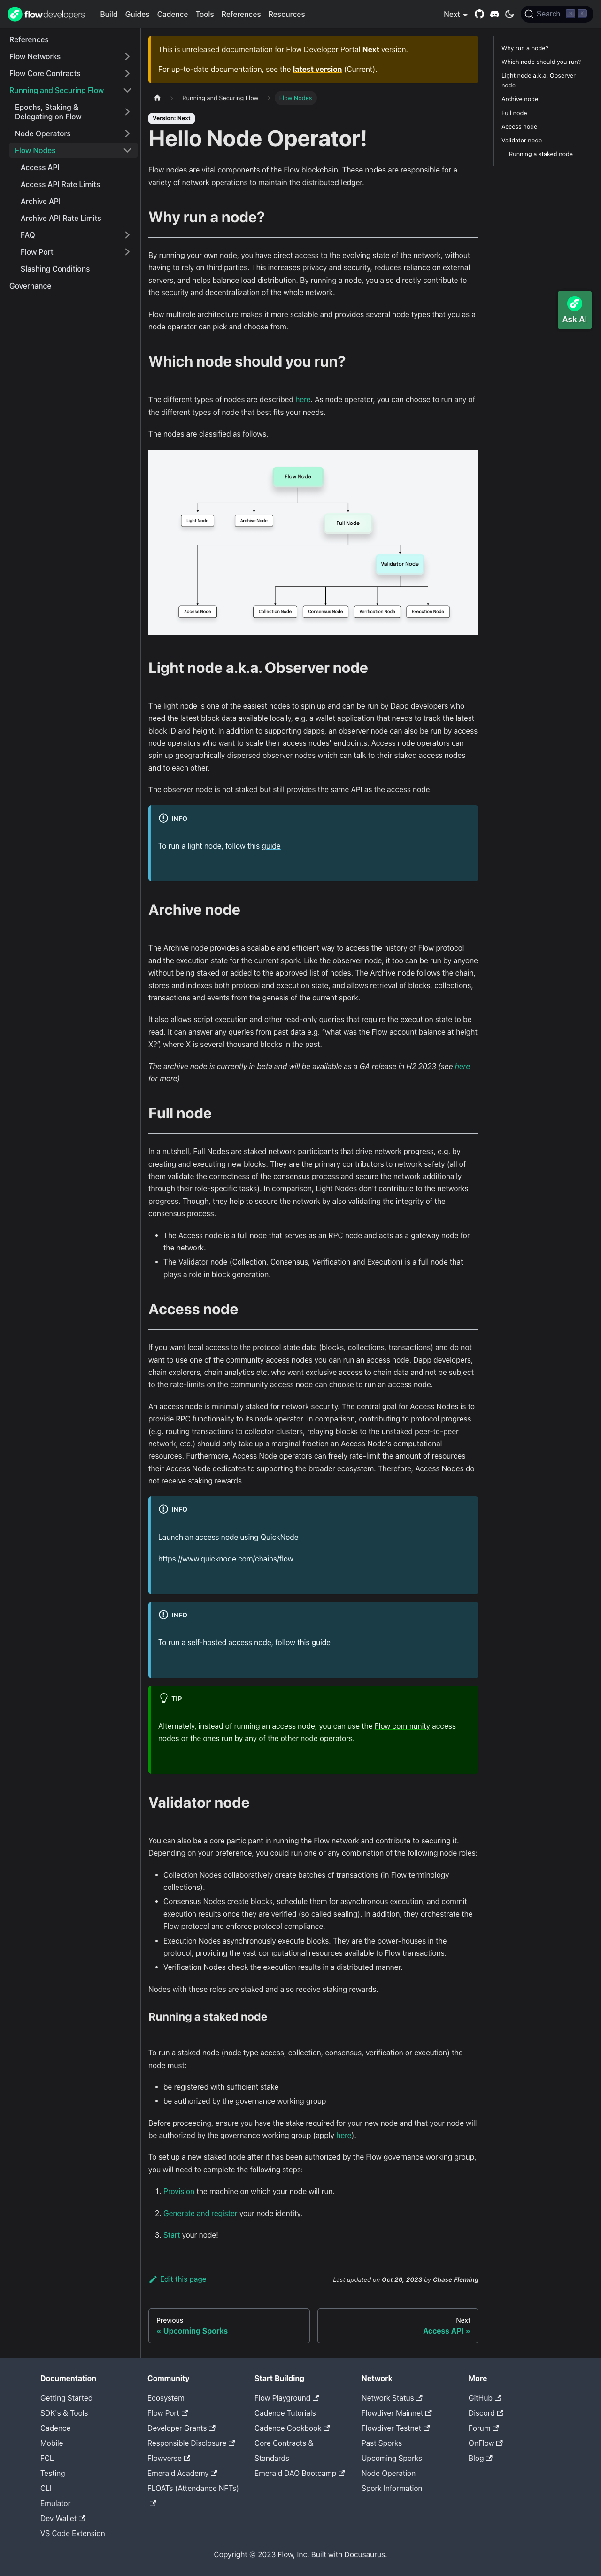 flowdevelopers Build Guides Cadence Tools References Resources Next Search
References
Flow Networks
Flow Core Contracts
Running and Securing Flow
Epochs, Staking &
Delegating on Flow
Node Operators
Flow Nodes
Access API
Access API Rate Limits
Archive API
Archive API Rate Limits
FAQ
Flow Port
Slashing Conditions
Governance
This is unreleased documentation for Flow Developer Portal Next version.
For up-to-date documentation, see the latest version (Current).
Running and Securing Flow Flow Nodes
Version: Next
Hello Node Operator!
Flow nodes are vital components of the Flow blockchain. These nodes are responsible for a
variety of network operations to maintain the distributed ledger.
Why run a node?
By running your own node, you have direct access to the evolving state of the network, without
having to rely on third parties. This increases privacy and security, reduces reliance on external
servers, and helps balance load distribution. By running a node, you also directly contribute to
the security and decentralization of the whole network.
Flow multirole architecture makes it more scalable and provides several node types that you as a
node operator can pick and choose from.
Which node should you run?
The different types of nodes are described here. As node operator, you can choose to run any of
the different types of node that best fits your needs.
The nodes are classified as follows,
Flow Node
Light Node
Archive Node
Full Node
Validator Node
Access Node
Collection Node
Consensus Node
Verification Node
Execution Node
Light node a.k.a. Observer node
The light node is one of the easiest nodes to spin up and can be run by Dapp developers who
need the latest block data available locally, e.g. a wallet application that needs to track the latest
block ID and height. In addition to supporting dapps, an observer node can also be run by access
node operators who want to scale their access nodes' endpoints. Access node operators can
spin up geographically dispersed observer nodes which can talk to their staked access nodes
and to each other.
The observer node is not staked but still provides the same API as the access node.
INFO
To run a light node, follow this guide
Archive node
The Archive node provides a scalable and efficient way to access the history of Flow protocol
and the execution state for the current spork. Like the observer node, it too can be run by anyone
without being staked or added to the approved list of nodes. The Archive node follows the chain,
stores and indexes both protocol and execution state, and allows retrieval of blocks, collections,
transactions and events from the genesis of the current spork.
It also allows script execution and other read-only queries that require the execution state to be
read. It can answer any queries from past data e.g. “what was the Flow account balance at height
X?”, where X is several thousand blocks in the past.
The archive node is currently in beta and will be available as a GA release in H2 2023 (see here
for more)
Full node
In a nutshell, Full Nodes are staked network participants that drive network progress, e.g. by
creating and executing new blocks. They are the primary contributors to network safety (all of
them validate the correctness of the consensus process and secure the network additionally
through their role-specific tasks). In comparison, Light Nodes don't contribute to the networks
progress. Though, they help to secure the network by also validating the integrity of the
consensus process.
• The Access node is a full node that serves as an RPC node and acts as a gateway node for
the network.
• The Validator node (Collection, Consensus, Verification and Execution) is a full node that
plays a role in block generation.
Access node
If you want local access to the protocol state data (blocks, collections, transactions) and do not
want to use one of the community access nodes you can run an access node. Dapp developers,
chain explorers, chain analytics etc. who want exclusive access to chain data and not be subject
to the rate-limits on the community access node can choose to run an access node.
An access node is minimally staked for network security. The central goal for Access Nodes is to
provide RPC functionality to its node operator. In comparison, contributing to protocol progress
(e.g. routing transactions to collector clusters, relaying blocks to the unstaked peer-to-peer
network, etc.) should only take up a marginal fraction an Access Node's computational
resources. Furthermore, Access Node operators can freely rate-limit the amount of resources
their Access Node dedicates to supporting the broader ecosystem. Therefore, Access Nodes do
not receive staking rewards.
INFO
Launch an access node using QuickNode
https://www.quicknode.com/chains/flow
INFO
To run a self-hosted access node, follow this guide
TIP
Alternately, instead of running an access node, you can use the Flow community access
nodes or the ones run by any of the other node operators.
Validator node
You can also be a core participant in running the Flow network and contribute to securing it.
Depending on your preference, you could run one or any combination of the following node roles:
• Collection Nodes collaboratively create batches of transactions (in Flow terminology
collections).
• Consensus Nodes create blocks, schedule them for asynchronous execution, and commit
execution results once they are verified (so called sealing). In addition, they orchestrate the
Flow protocol and enforce protocol compliance.
• Execution Nodes asynchronously execute blocks. They are the power-houses in the
protocol, providing the vast computational resources available to Flow transactions.
• Verification Nodes check the execution results in a distributed manner.
Nodes with these roles are staked and also receive staking rewards.
Running a staked node
To run a staked node (node type access, collection, consensus, verification or execution) the
node must:
• be registered with sufficient stake
• be authorized by the governance working group
Before proceeding, ensure you have the stake required for your new node and that your node will
be authorized by the governance working group (apply here).
To set up a new staked node after it has been authorized by the Flow governance working group,
you will need to complete the following steps:
1. Provision the machine on which your node will run.
2. Generate and register your node identity.
3. Start your node!
Edit this page Last updated on Oct 20, 2023 by Chase Fleming
Previous
« Upcoming Sporks
Next
Access API »
Why run a node?
Which node should you run?
Light node a.k.a. Observer
node
Archive node
Full node
Access node
Validator node
Running a staked node
Ask AI
Documentation
Getting Started
SDK's & Tools
Cadence
Mobile
FCL
Testing
CLI
Emulator
Dev Wallet
VS Code Extension
Community
Ecosystem
Flow Port
Developer Grants
Responsible Disclosure
Flowverse
Emerald Academy
FLOATs (Attendance NFTs)
Start Building
Flow Playground
Cadence Tutorials
Cadence Cookbook
Core Contracts &
Standards
Emerald DAO Bootcamp
Network
Network Status
Flowdiver Mainnet
Flowdiver Testnet
Past Sporks
Upcoming Sporks
Node Operation
Spork Information
More
GitHub
Discord
Forum
OnFlow
Blog
Copyright © 2023 Flow, Inc. Built with Docusaurus.